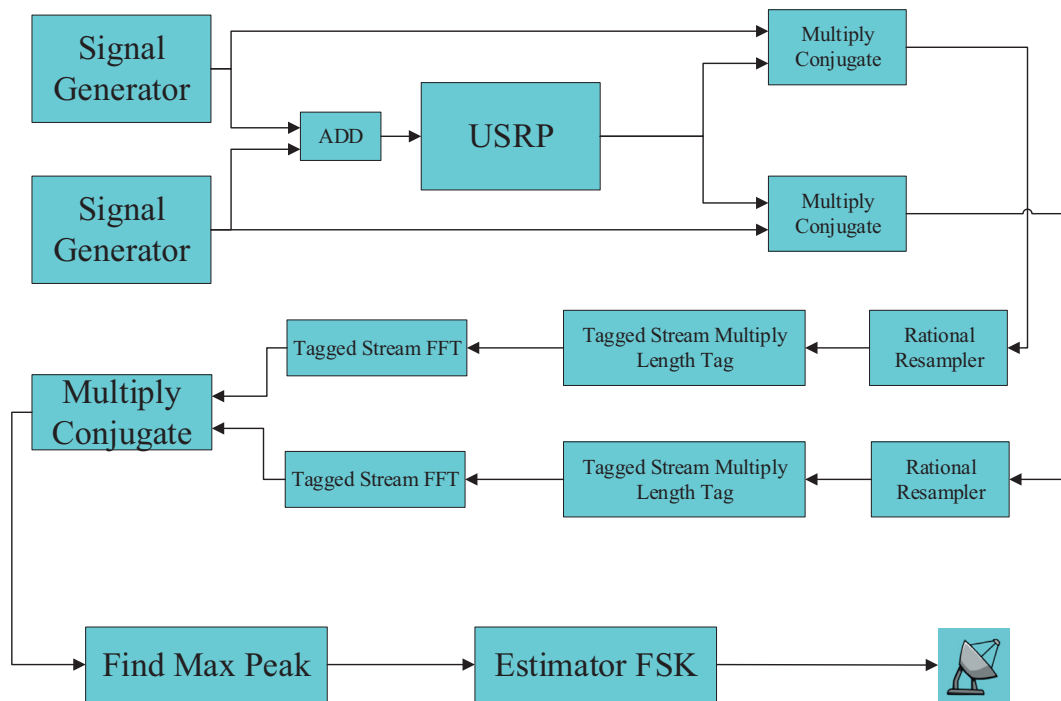 Signal
Generator
Multiply
Conjugate
ADD
USRP
Signal
Generator
Multiply
Conjugate
Tagged Stream FFT
Tagged Stream Multiply
Length Tag
Rational
Resampler
Multiply
Conjugate
Tagged Stream FFT
Tagged Stream Multiply
Length Tag
Rational
Resampler
Find Max Peak
Estimator FSK